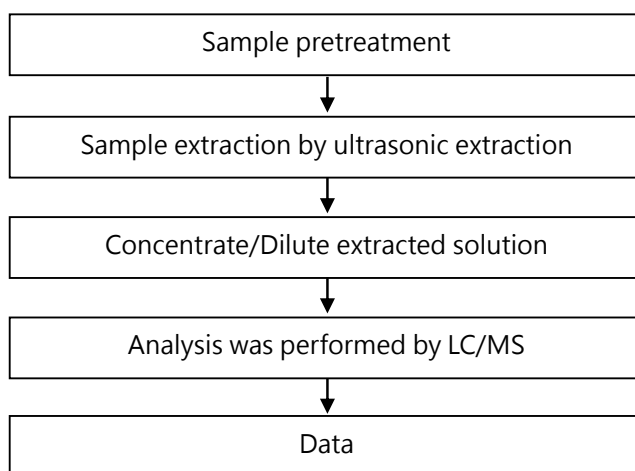 Sample pretreatment
Sample extraction by ultrasonic extraction
Concentrate/Dilute extracted solution
Analysis was performed by LC/MS
Data